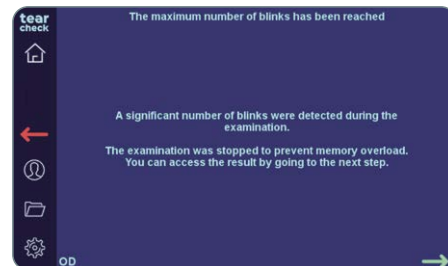 tear
check
The maximum number of blinks has been reached
A significant number of blinks were detected during the
examination.
The examination was stopped to prevent memory overload.
You can access the result by going to the next step.
OD